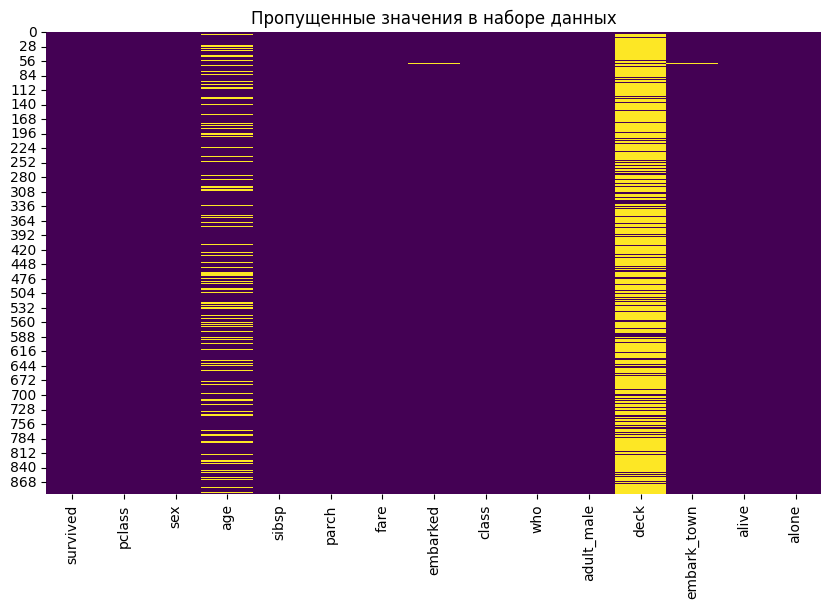 Пропущенные значения в наборе данных
0
28
56
84
112
140
168
196
224
252
280
308
336
364
392
420
448
476
504
532
560
588
616
644
672
700
728
756
784
812
840
868
survived
pclass
sex
age
sibsp
parch
fare
embarked
class
who
adult_male
deck
embark_town
alive
alone